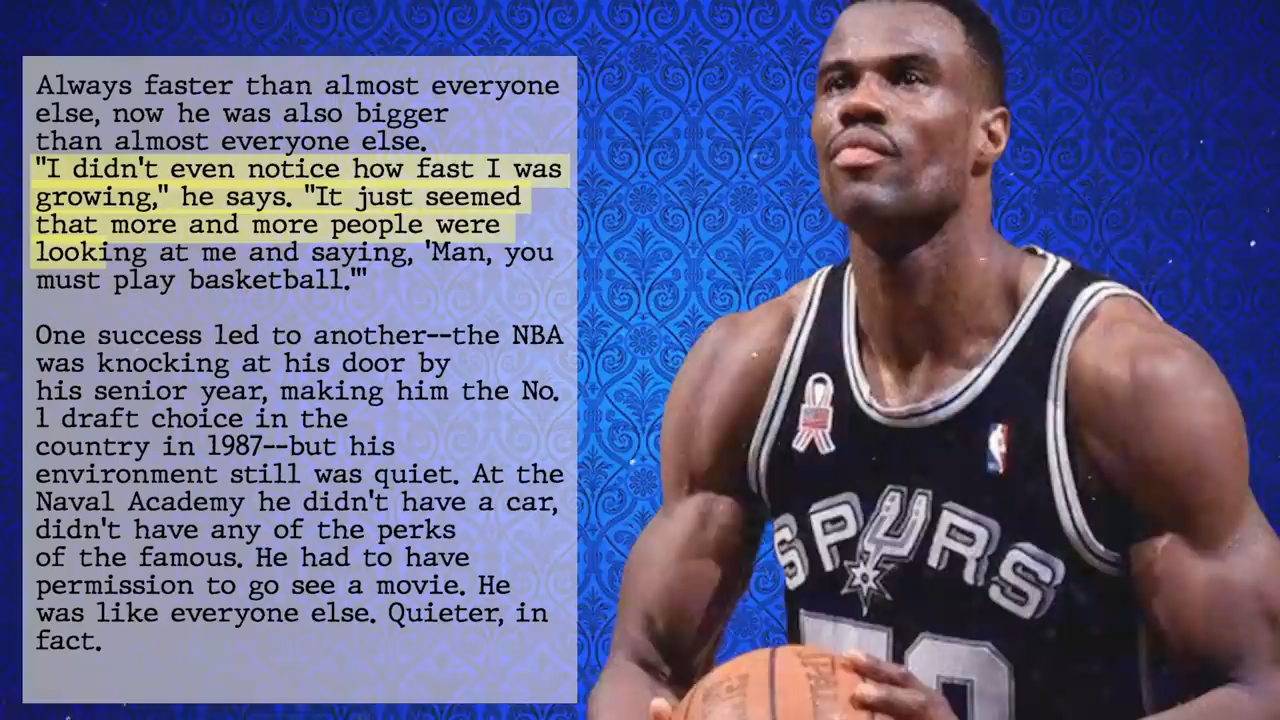 Always faster than almost everyone
else, now he was also bigger
than almost everyone else.
"I didn't even notice how fast I was
growing," he says. "It just seemed
that more and more people were
looking at me and saying, 'Man, you
must play basketball.'"
One success led to another--the NBA
was knocking at his door by
his senior year, making him the No.
1 draft choice in the
country in 1987--but his
environment still was quiet. At the
Naval Academy he didn't have a car,
didn't have any of the perks
of the famous. He had to have
permission to go see a movie. He
was like everyone else. Quieter, in
fact.
SPURS
50